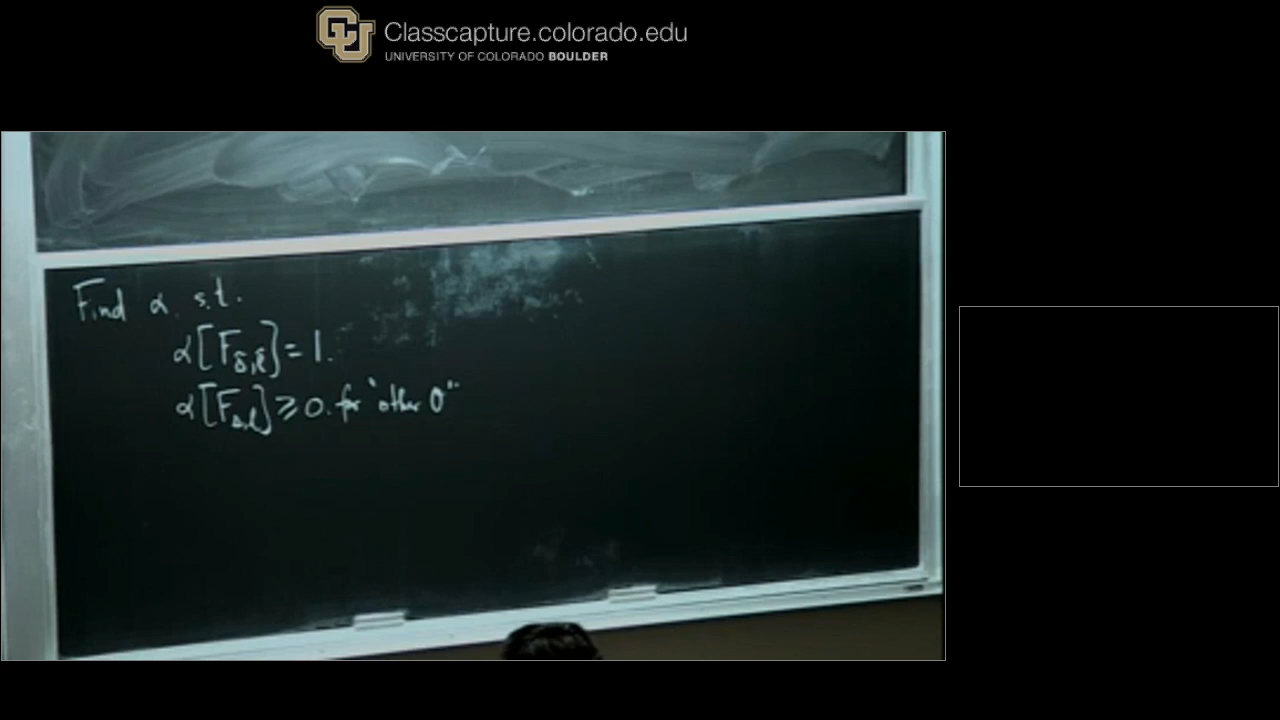 Classcapture.colorado.edu
UNIVERSITY OF COLORADO BOULDER
Find α s.t.
α[F_{δ̂,ℓ̂}] = 1.
α[F_{Δ,ℓ}] ≥ 0. for "other O"